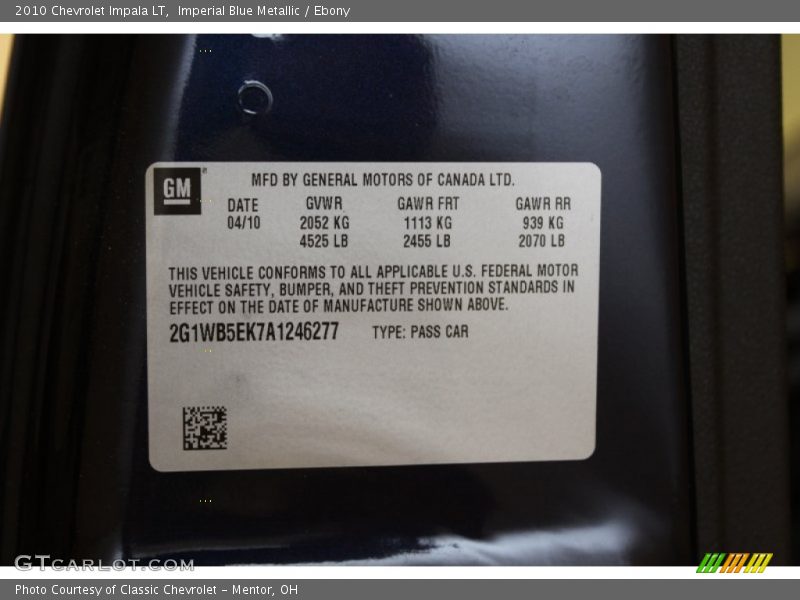 2010 Chevrolet Impala LT, Imperial Blue Metallic / Ebony
GM
MFD BY GENERAL MOTORS OF CANADA LTD.
DATE GVWR GAWR FRT GAWR RR
04/10 2052 KG 1113 KG 939 KG
4525 LB 2455 LB 2070 LB
THIS VEHICLE CONFORMS TO ALL APPLICABLE U.S. FEDERAL MOTOR
VEHICLE SAFETY, BUMPER, AND THEFT PREVENTION STANDARDS IN
EFFECT ON THE DATE OF MANUFACTURE SHOWN ABOVE.
2G1WB5EK7A1246277 TYPE: PASS CAR
GTCARLOT.COM
Photo Courtesy of Classic Chevrolet - Mentor, OH